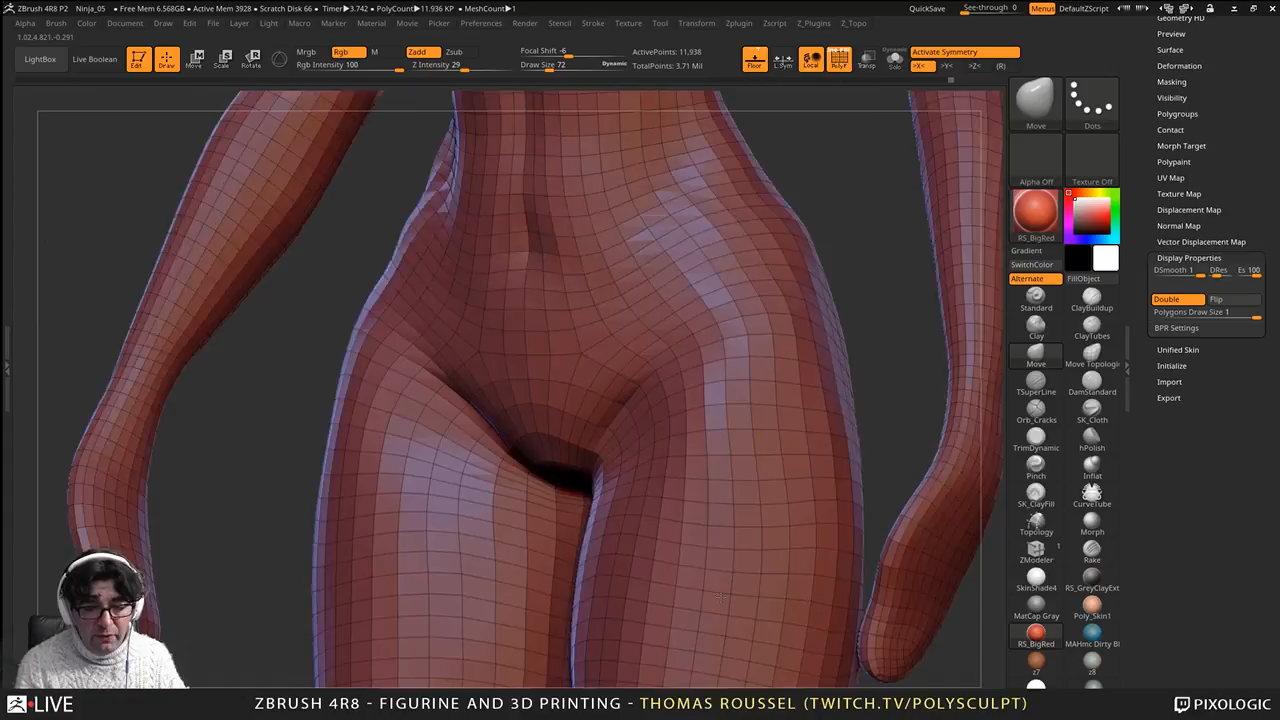 ZBrush 4R8 P2 Ninja_05 • Free Mem 6.568GB • Active Mem 3928 • Scratch Disk 66 • Timer▶3.742 • PolyCount▶11.936 KP • MeshCount▶1
QuickSave See-through 0 Menus DefaultZScript
Alpha Brush Color Document Draw Edit File Layer Light Macro Marker Material Movie Picker Preferences Render Stencil Stroke Texture Tool Transform Zplugin Zscript Z_Plugins Z_Topo
1.02,4.821,-0.291
LightBox Live Boolean Edit Draw Move Scale Rotate
Mrgb Rgb M
Rgb Intensity 100
Zadd Zsub
Z Intensity 29
Focal Shift -6
Draw Size 72 Dynamic
ActivePoints: 11,938
TotalPoints: 3.71 Mil
Floor L.Sym Local PolyF Transp Dynamic Solo
Activate Symmetry
>X< >Y< >Z< (R)
Move Dots
Alpha Off Texture Off
RS_BigRed
Gradient
SwitchColor
Alternate FillObject
Standard ClayBuildup
Clay ClayTubes
Move Move Topologic
TSuperLine DamStandard
Orb_Cracks SK_Cloth
TrimDynamic hPolish
Pinch Inflat
SK_ClayFill CurveTube
Topology Morph
1
ZModeler Rake
SkinShade4 RS_GreyClayExt
MatCap Gray Poly_Skin1
RS_BigRed MAHmc Dirty Bl
z7 z8
Geometry HD
Preview
Surface
Deformation
Masking
Visibility
Polygroups
Contact
Morph Target
Polypaint
UV Map
Texture Map
Displacement Map
Normal Map
Vector Displacement Map
Display Properties
DSmooth 1 DRes Es 100
Double Flip
Polygons Draw Size 1
BPR Settings
Unified Skin
Initialize
Import
Export
LIVE ZBRUSH 4R8 - FIGURINE AND 3D PRINTING - THOMAS ROUSSEL (TWITCH.TV/POLYSCULPT) PIXOLOGIC